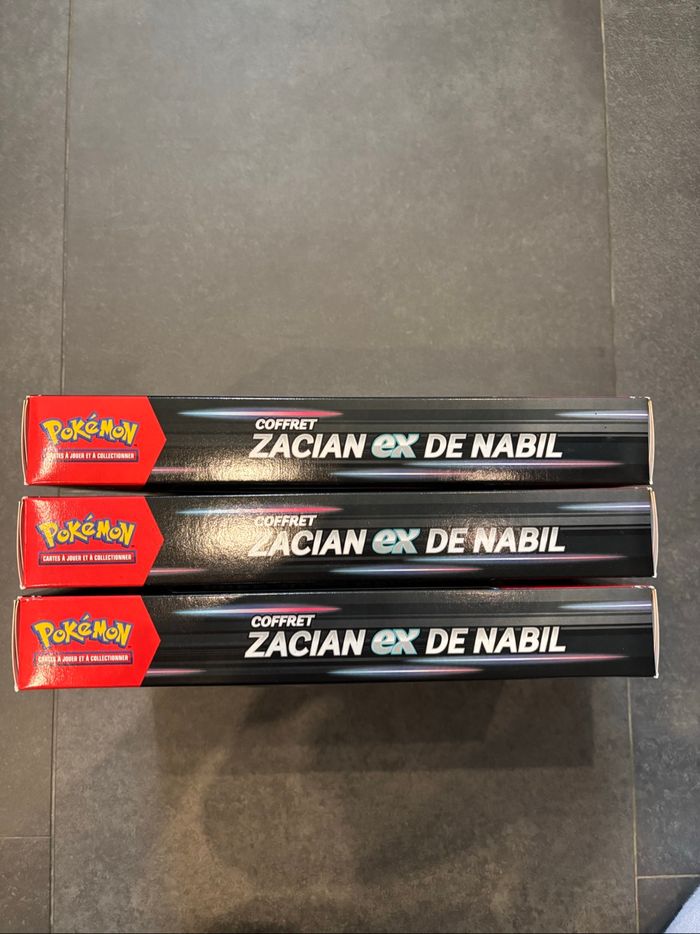 POKéMON
CARTES À JOUER ET À COLLECTIONNER
COFFRET
ZACIAN ex DE NABIL
POKéMON
CARTES À JOUER ET À COLLECTIONNER
COFFRET
ZACIAN ex DE NABIL
POKéMON
CARTES À JOUER ET À COLLECTIONNER
COFFRET
ZACIAN ex DE NABIL